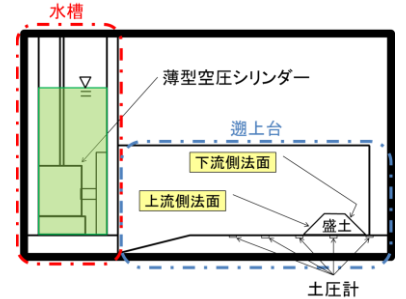 水槽
薄型空圧シリンダー
遡上台
下流側法面
上流側法面
盛土
土圧計